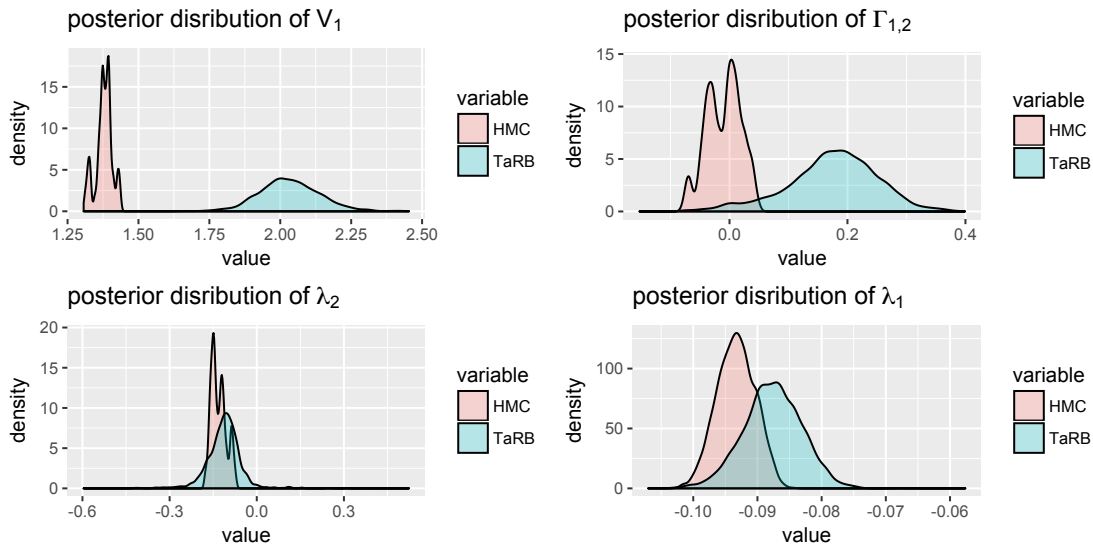 posterior disribution of V₁
15
10
5
0
density
1.25 1.50 1.75 2.00 2.25 2.50
value
variable
HMC
TaRB
posterior disribution of Γ₁,₂
15
10
5
0
density
0.0 0.2 0.4
value
variable
HMC
TaRB
posterior disribution of λ₂
20
15
10
5
0
density
-0.6 -0.3 0.0 0.3
value
variable
HMC
TaRB
posterior disribution of λ₁
100
50
0
density
-0.10 -0.09 -0.08 -0.07 -0.06
value
variable
HMC
TaRB